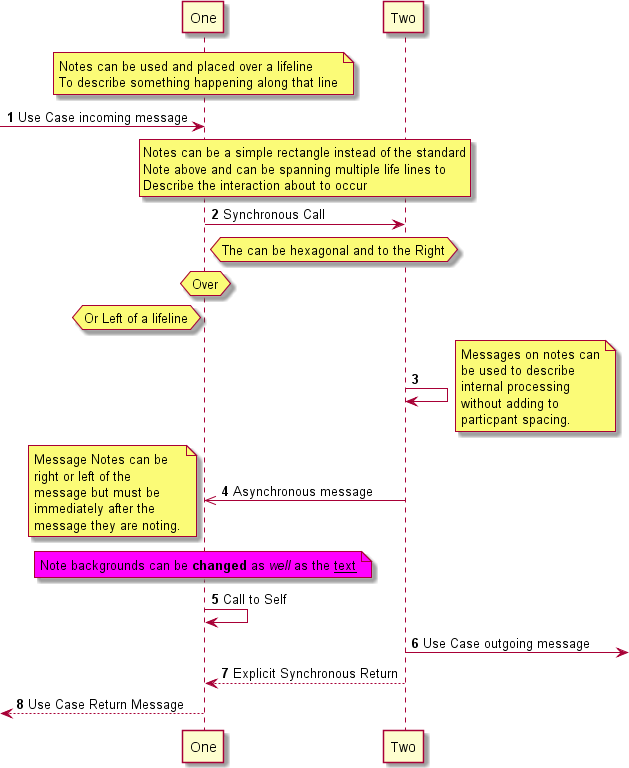 One
Two
Notes can be used and placed over a lifeline
To describe something happening along that line
1 Use Case incoming message
Notes can be a simple rectangle instead of the standard
Note above and can be spanning multiple life lines to
Describe the interaction about to occur
2 Synchronous Call
The can be hexagonal and to the Right
Over
Or Left of a lifeline
3
Messages on notes can
be used to describe
internal processing
without adding to
particpant spacing.
Message Notes can be
right or left of the
message but must be
immediately after the
message they are noting.
4 Asynchronous message
Note backgrounds can be changed as well as the text
5 Call to Self
6 Use Case outgoing message
7 Explicit Synchronous Return
8 Use Case Return Message
One
Two